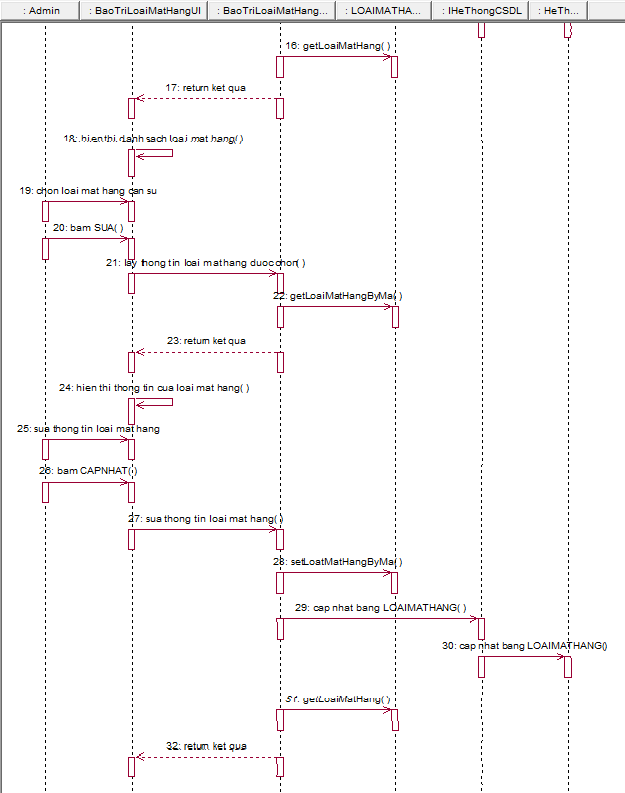 : Admin
: BaoTriLoaiMatHangUI
: BaoTriLoaiMatHang...
: LOAIMATHA...
: IHeThongCSDL
: HeTh...
16: getLoaiMatHang( )
17: return ket qua
18: hien thi danh sach loai mat hang( )
19: chon loai mat hang can su
20: bam SUA( )
21: lay thong tin loai mat hang duoc chon( )
22: getLoaiMatHangByMa( )
23: return ket qua
24: hien thi thong tin cua loai mat hang( )
25: sua thong tin loai mat hang
26: bam CAPNHAT( )
27: sua thong tin loai mat hang( )
28: setLoatMatHangByMa( )
29: cap nhat bang LOAIMATHANG( )
30: cap nhat bang LOAIMATHANG()
31: getLoaiMatHang( )
32: return ket qua